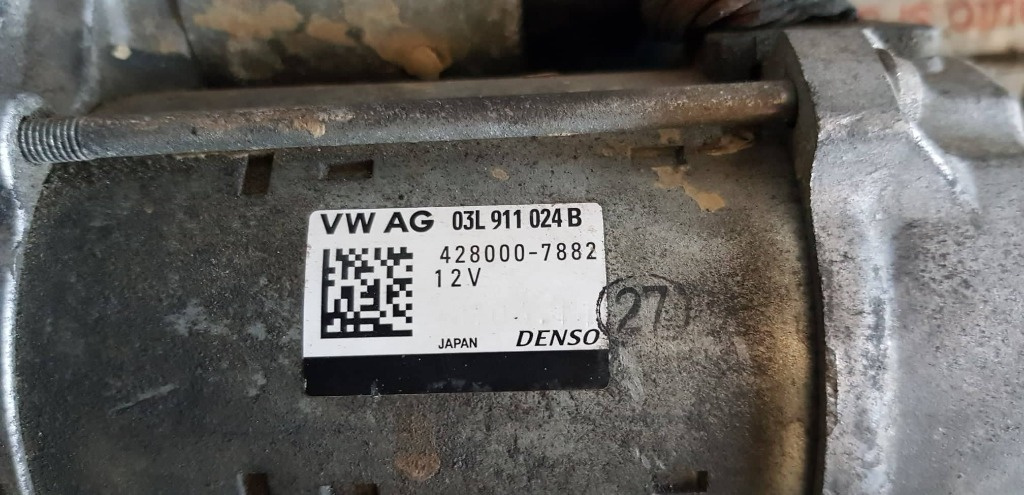 VW AG 03L 911 024 B
428000-7882
12V
JAPAN DENSO
27